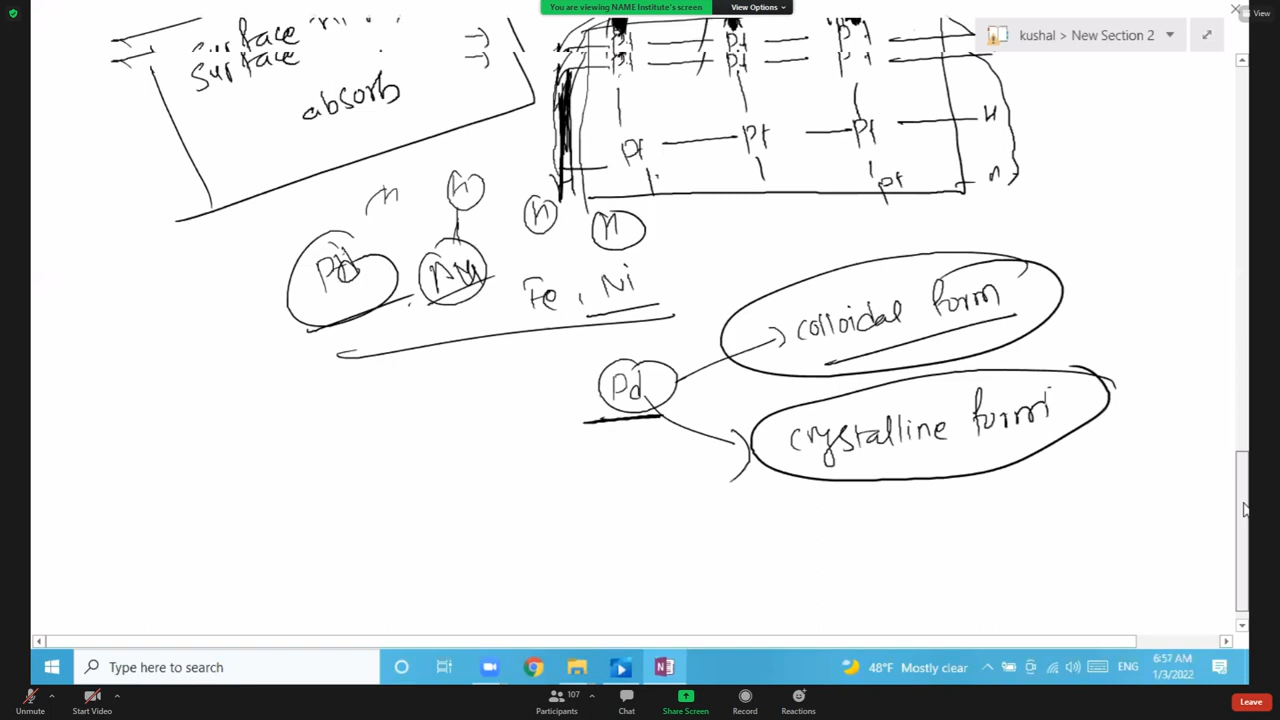 You are viewing NAME Institute's screen
View Options
View
kushal > New Section 2
Surface
Surface
absorb
Pt Pt Pt
Pt Pt Pt
Pt Pt Pt H
Pt H
H H
H H
Pd , Au Fe, Ni
colloidal form
Pd
crystalline form
Type here to search
48°F Mostly clear
ENG
6:57 AM
1/3/2022
Unmute
Start Video
Participants
107
Chat
Share Screen
Record
Reactions
Leave